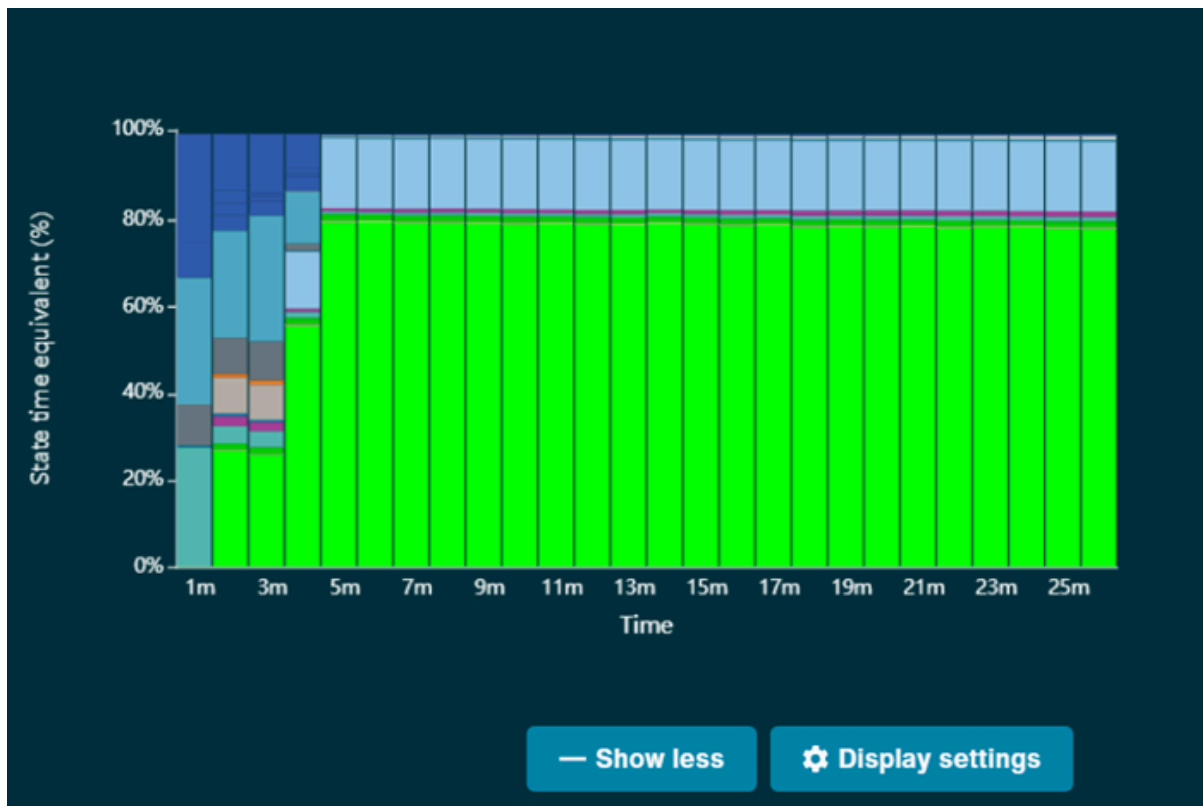 100%
80%
60%
40%
20%
0%
State time equivalent (%)
1m 3m 5m 7m 9m 11m 13m 15m 17m 19m 21m 23m 25m
Time
Show less
Display settings